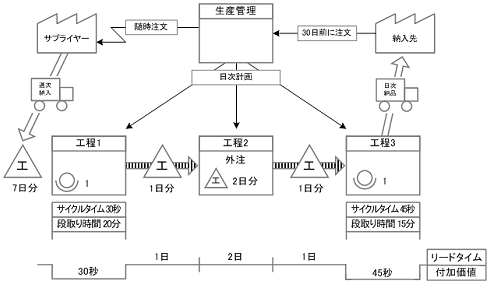 生産管理
サプライヤー
随時注文
30日前に注文
納入先
日次計画
週次
納入
日次
納品
工程1
工程2
工程3
外注
エ
エ
エ
エ
1
2日分
1
7日分
1日分
1日分
サイクルタイム30秒
段取り時間20分
サイクルタイム45秒
段取り時間15分
1日
2日
1日
リードタイム
30秒
45秒
付加価値